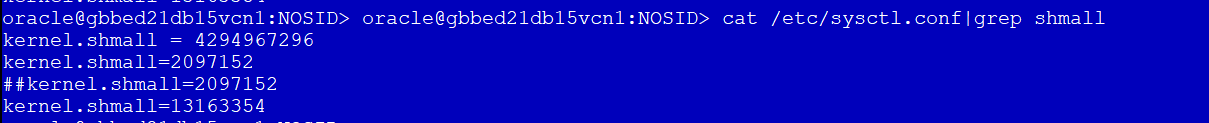 oracle@gbbed21db15vcn1:NOSID> oracle@gbbed21db15vcn1:NOSID> cat /etc/sysctl.conf|grep shmall
kernel.shmall = 4294967296
kernel.shmall=2097152
##kernel.shmall=2097152
kernel.shmall=13163354